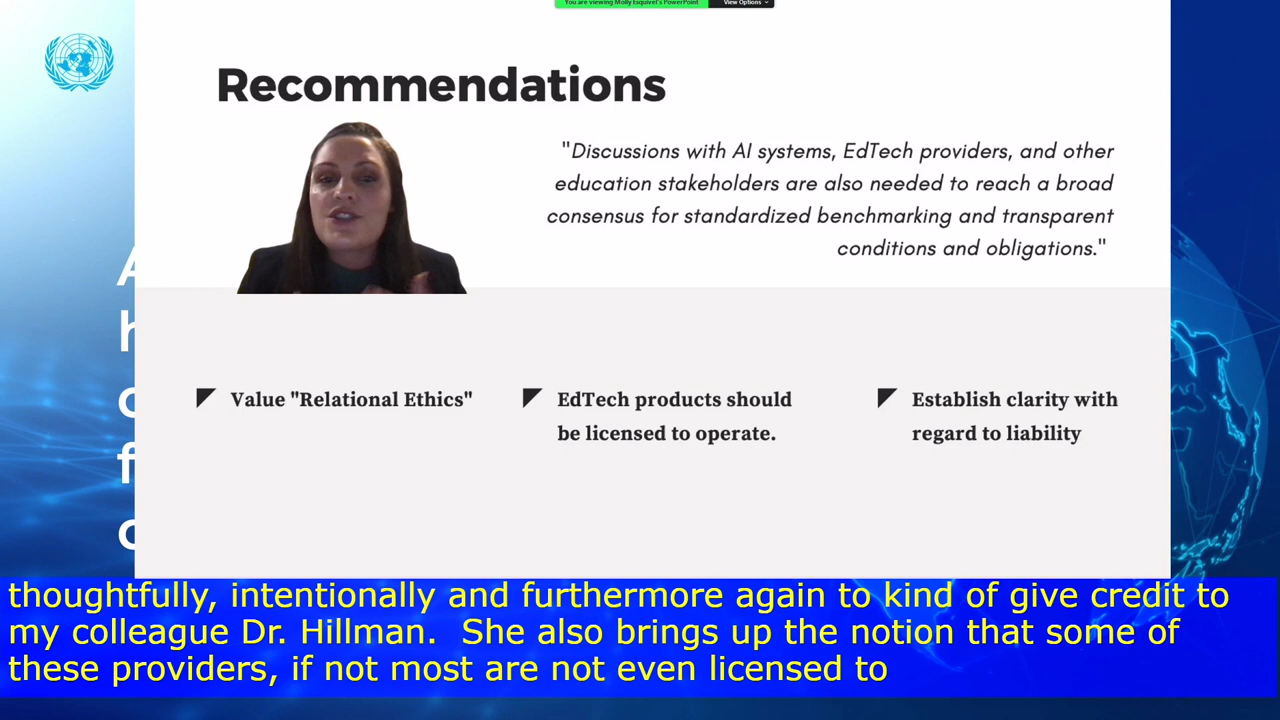 You are viewing Molly Esquivel's PowerPoint View Options
Recommendations
"Discussions with AI systems, EdTech providers, and other
education stakeholders are also needed to reach a broad
consensus for standardized benchmarking and transparent
conditions and obligations."
Value "Relational Ethics"
EdTech products should
be licensed to operate.
Establish clarity with
regard to liability
thoughtfully, intentionally and furthermore again to kind of give credit to
my colleague Dr. Hillman.  She also brings up the notion that some of
these providers, if not most are not even licensed to